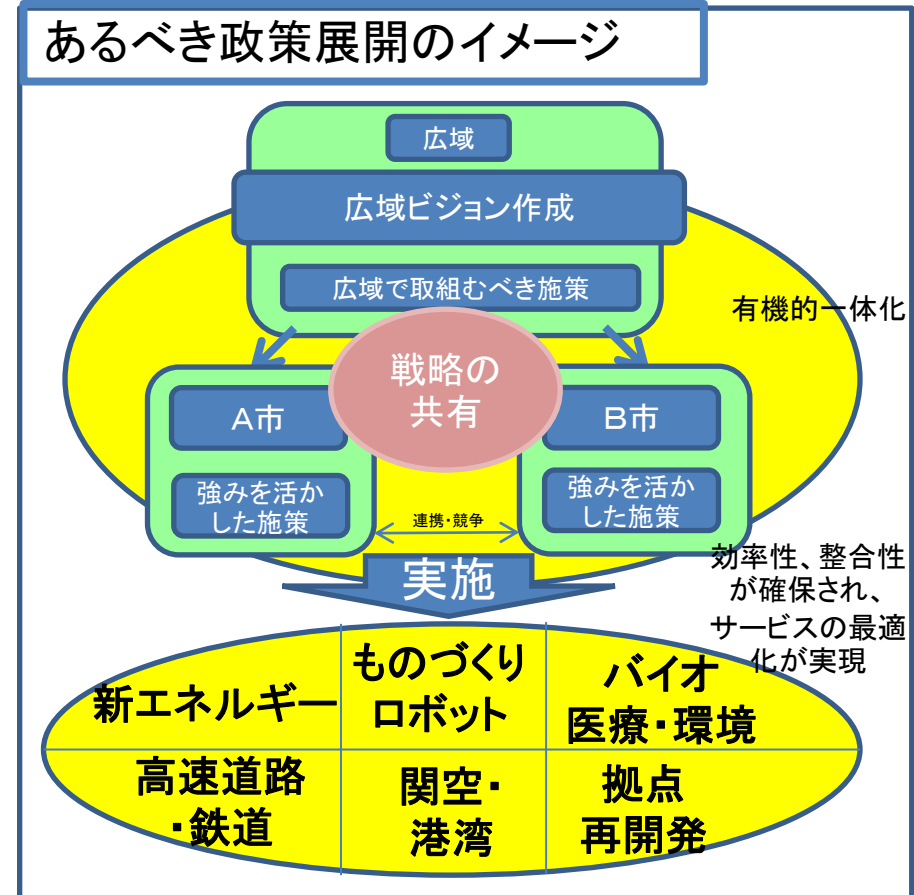 あるべき政策展開のイメージ
広域
広域ビジョン作成
広域で取組むべき施策
有機的一体化
戦略の
共有
A市
B市
強みを活か
した施策
強みを活か
した施策
連携・競争
実施
効率性、整合性
が確保され、
サービスの最適
化が実現
新エネルギー
ものづくり
ロボット
バイオ
医療・環境
高速道路
・鉄道
関空・
港湾
拠点
再開発